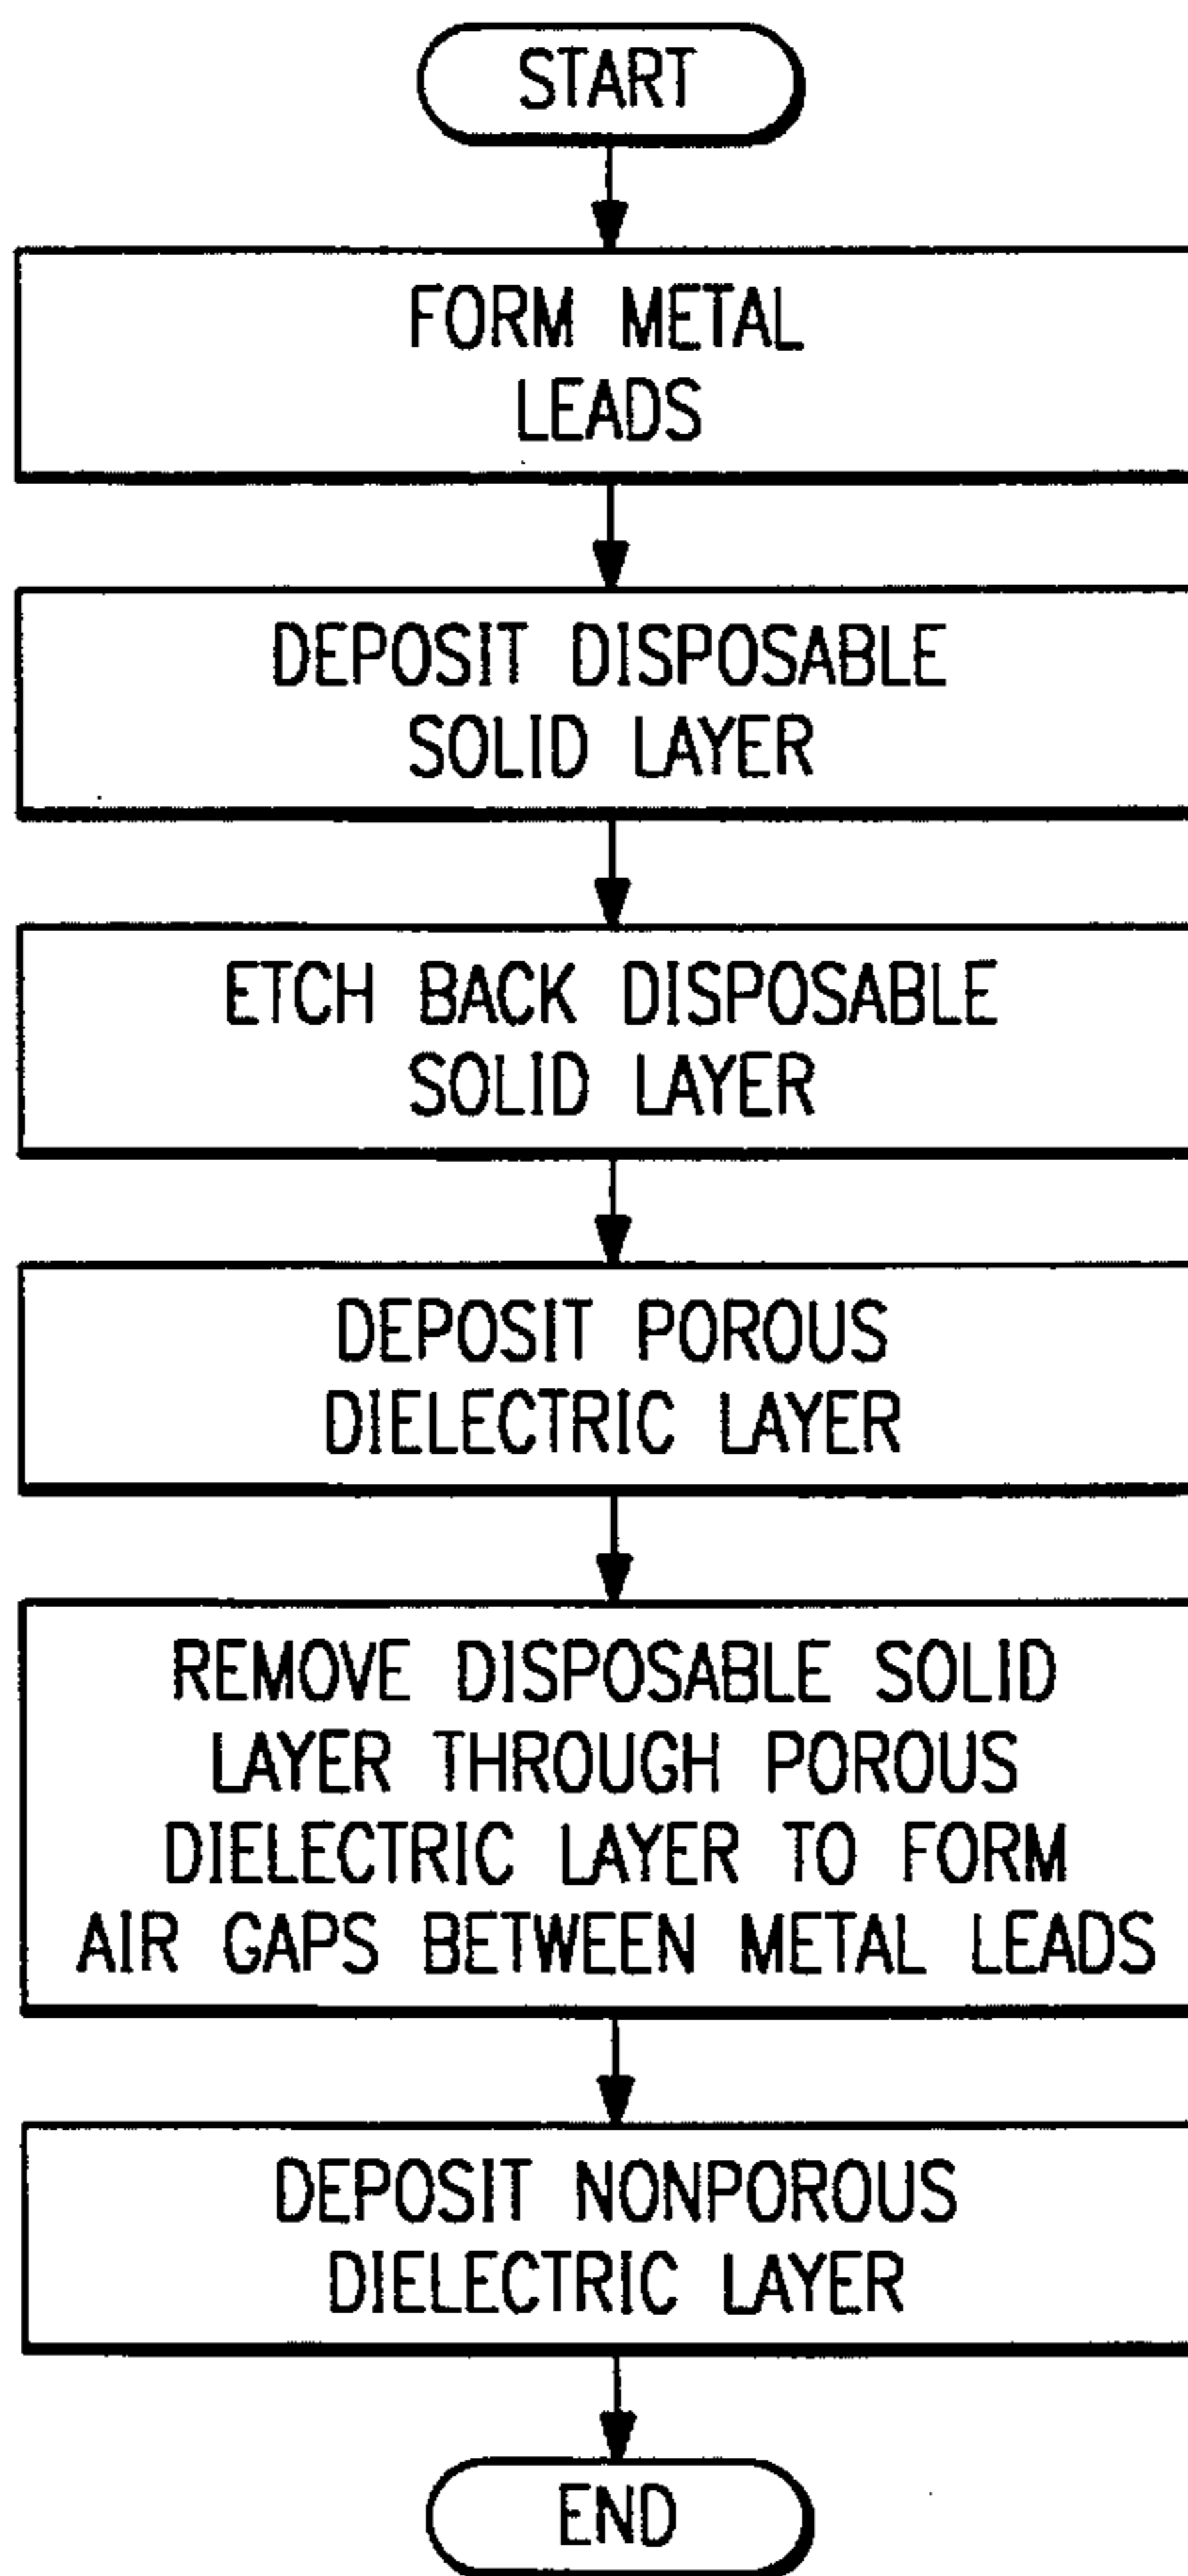 START
FORM METAL
LEADS
DEPOSIT DISPOSABLE
SOLID LAYER
ETCH BACK DISPOSABLE
SOLID LAYER
DEPOSIT POROUS
DIELECTRIC LAYER
REMOVE DISPOSABLE SOLID
LAYER THROUGH POROUS
DIELECTRIC LAYER TO FORM
AIR GAPS BETWEEN METAL LEADS
DEPOSIT NONPOROUS
DIELECTRIC LAYER
END